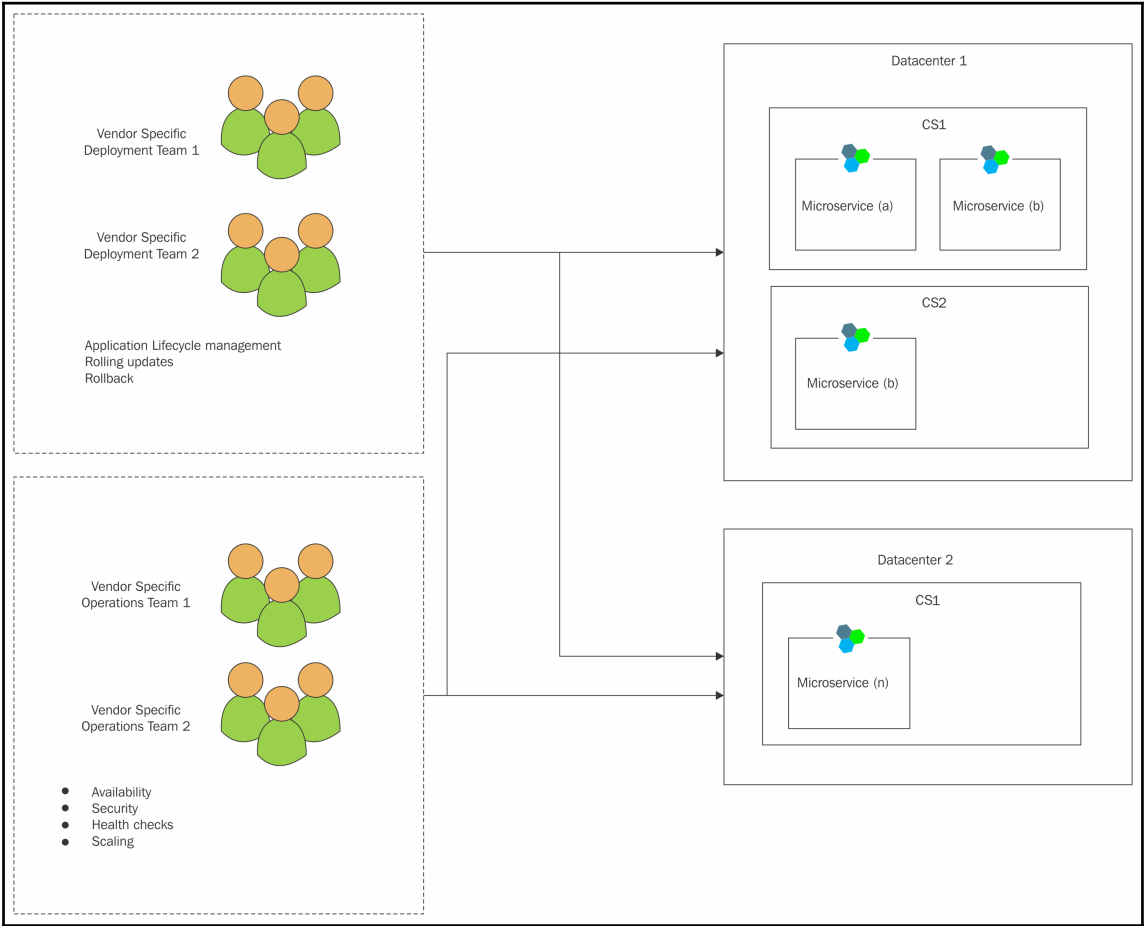 Vendor Specific
Deployment Team 1
Vendor Specific
Deployment Team 2
Application Lifecycle management
Rolling updates
Rollback
Vendor Specific
Operations Team 1
Vendor Specific
Operations Team 2
Availability
Security
Health checks
Scaling
Datacenter 1
CS1
Microservice (a)
Microservice (b)
CS2
Microservice (b)
Datacenter 2
CS1
Microservice (n)